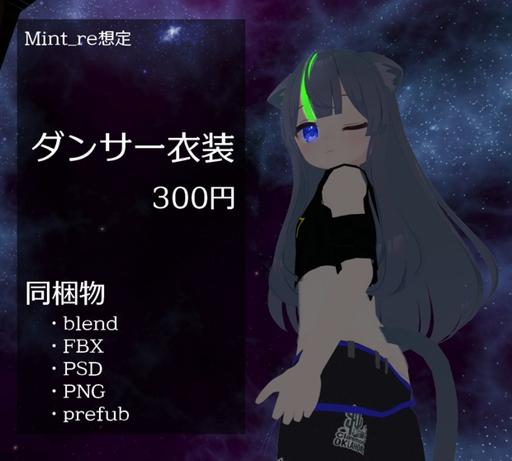 Mint_re想定
ダンサー衣装
300円
同梱物
・blend
・FBX
・PSD
・PNG
・prefub